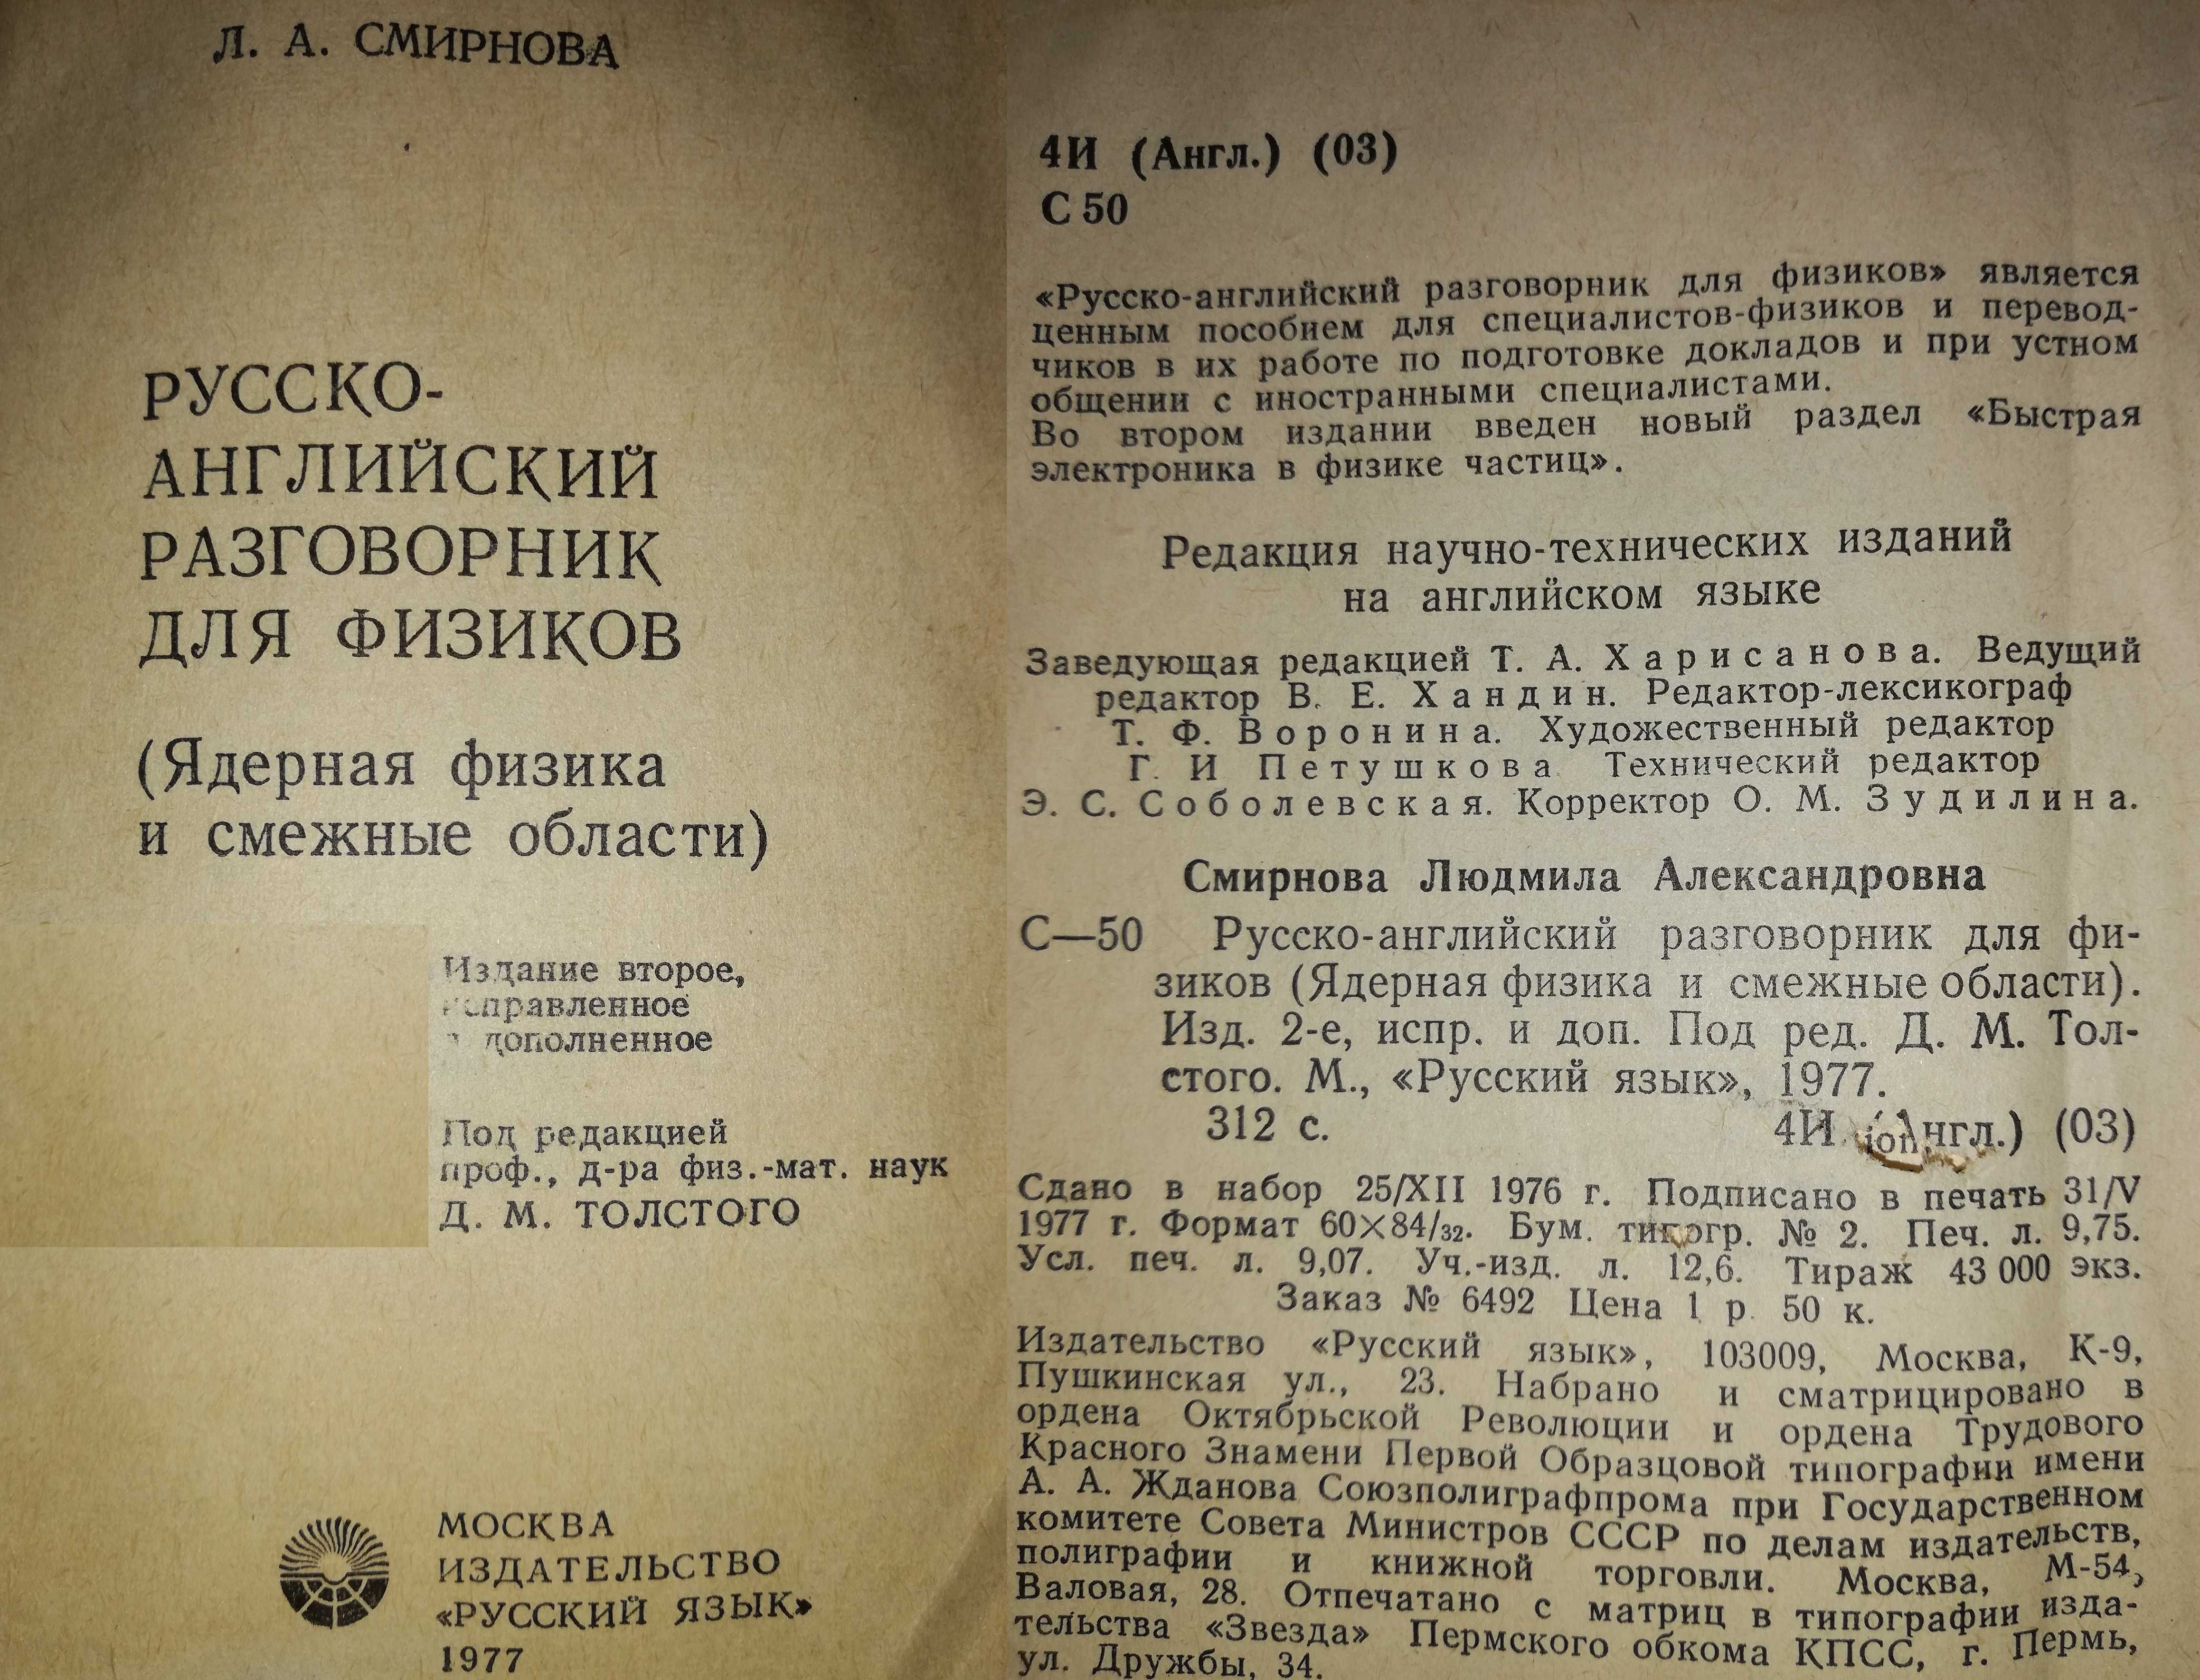 Л. А. СМИРНОВА
РУССКО-
АНГЛИЙСКИЙ
РАЗГОВОРНИК
ДЛЯ ФИЗИКОВ
(Ядерная физика
и смежные области)
Издание второе,
исправленное
дополненное
Под редакцией
проф., д-ра физ.-мат. наук
Д. М. ТОЛСТОГО
МОСКВА
ИЗДАТЕЛЬСТВО
«РУССКИЙ ЯЗЫК»
1977
4И (Англ.) (03)
С 50
«Русско-английский разговорник для физиков» является
ценным пособием для специалистов-физиков и перевод-
чиков в их работе по подготовке докладов и при устном
общении с иностранными специалистами.
Во втором издании введен новый раздел «Быстрая
электроника в физике частиц».
Редакция научно-технических изданий
на английском языке
Заведующая редакцией Т. А. Харисанова. Ведущий
редактор В. Е. Хандин. Редактор-лексикограф
Т. Ф. Воронина. Художественный редактор
Г. И Петушкова Технический редактор
Э. С. Соболевская. Корректор О. М. Зудилина.
Смирнова Людмила Александровна
С—50 Русско-английский разговорник для фи-
зиков (Ядерная физика и смежные области).
Изд. 2-е, испр. и доп. Под ред. Д. М. Тол-
стого. М., «Русский язык», 1977.
312 с. 4И (Англ.) (03)
Сдано в набор 25/XII 1976 г. Подписано в печать 31/V
1977 г. Формат 60×84/32. Бум. типогр. № 2. Печ. л. 9,75.
Усл. печ. л. 9,07. Уч.-изд. л. 12,6. Тираж 43 000 экз.
Заказ № 6492 Цена 1 р. 50 к.
Издательство «Русский язык», 103009, Москва, К-9,
Пушкинская ул., 23. Набрано и сматрицировано в
ордена Октябрьской Революции и ордена Трудового
Красного Знамени Первой Образцовой типографии имени
А. А. Жданова Союзполиграфпрома при Государственном
комитете Совета Министров СССР по делам издательств,
полиграфии и книжной торговли. Москва, М-54,
Валовая, 28. Отпечатано с матриц в типографии изда-
тельства «Звезда» Пермского обкома КПСС, г. Пермь,
ул. Дружбы, 34.